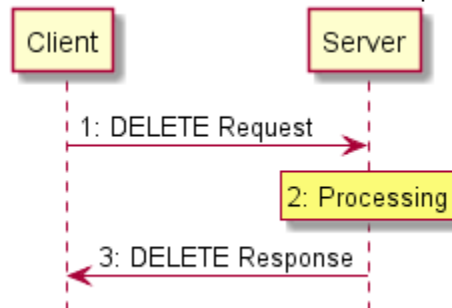 Client
Server
1: DELETE Request
2: Processing
3: DELETE Response